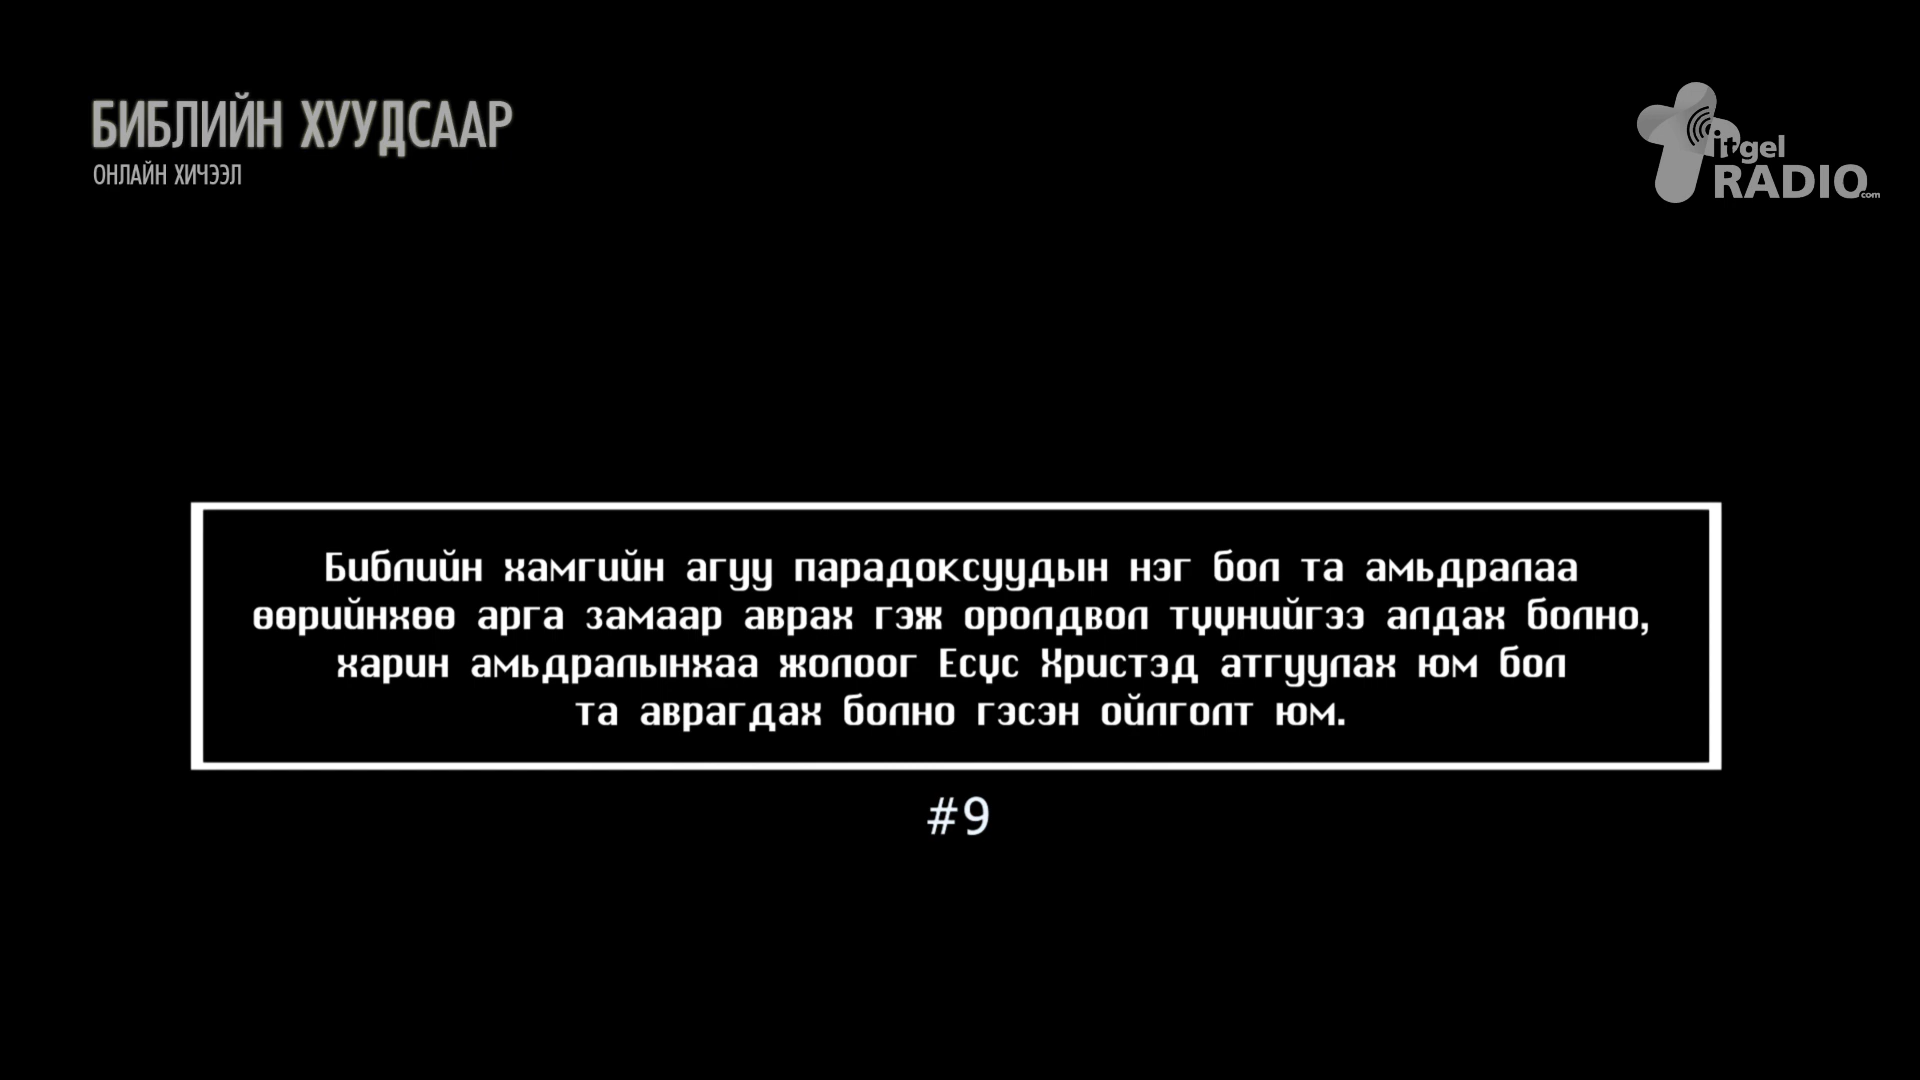 БИБЛИЙН ХУУДСААР
ОНЛАЙН ХИЧЭЭЛ
itgel
RADIO.com
Библийн хамгийн агуу парадоксуудын нэг бол та амьдралаа
өөрийнхөө арга замаар аврах гэж оролдвол түүнийгээ алдах болно,
харин амьдралынхаа жолоог Есүс Христэд атгуулах юм бол
та аврагдах болно гэсэн ойлголт юм.
#9